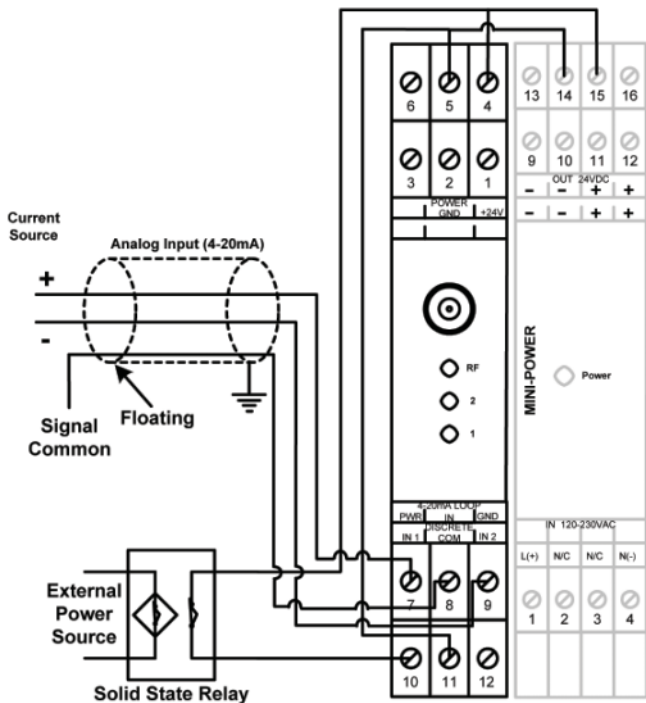 6 5 4
13 14 15 16
3 2 1
9 10 11 12
OUT 24VDC
- - + +
- - + +
POWER
GND +24V
Current
Source
Analog Input (4-20mA)
+
-
Signal
Common
Floating
RF
2
1
MINI-POWER
Power
4-20mA LOOP
PWR IN GND
DISCRETE
IN 1 COM IN 2
7 8 9
10 11 12
IN 120-230VAC
L(+) N/C N/C N(-)
1 2 3 4
External
Power
Source
Solid State Relay